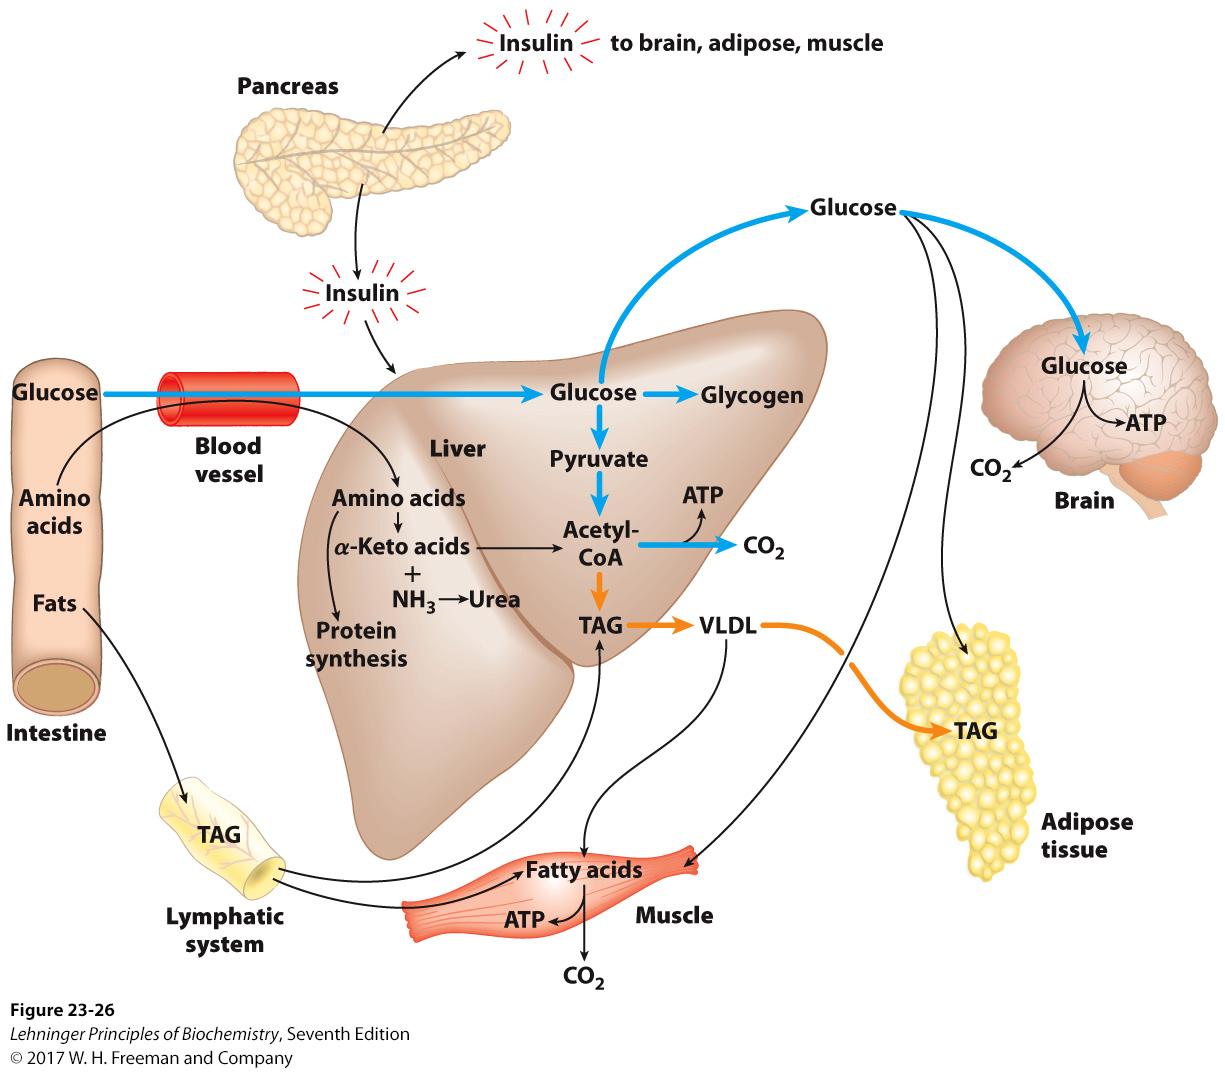 Insulin to brain, adipose, muscle
Pancreas
Insulin
Glucose
Glucose
Blood
vessel
Amino
acids
Fats
Intestine
Liver
Glucose
Glycogen
Pyruvate
Acetyl-
CoA
ATP
CO2
Amino acids
α-Keto acids
+
NH3
Urea
Protein
synthesis
TAG
VLDL
Glucose
ATP
CO2
Brain
TAG
Adipose
tissue
TAG
Lymphatic
system
Fatty acids
ATP
Muscle
CO2
Figure 23-26
Lehninger Principles of Biochemistry, Seventh Edition
© 2017 W. H. Freeman and Company